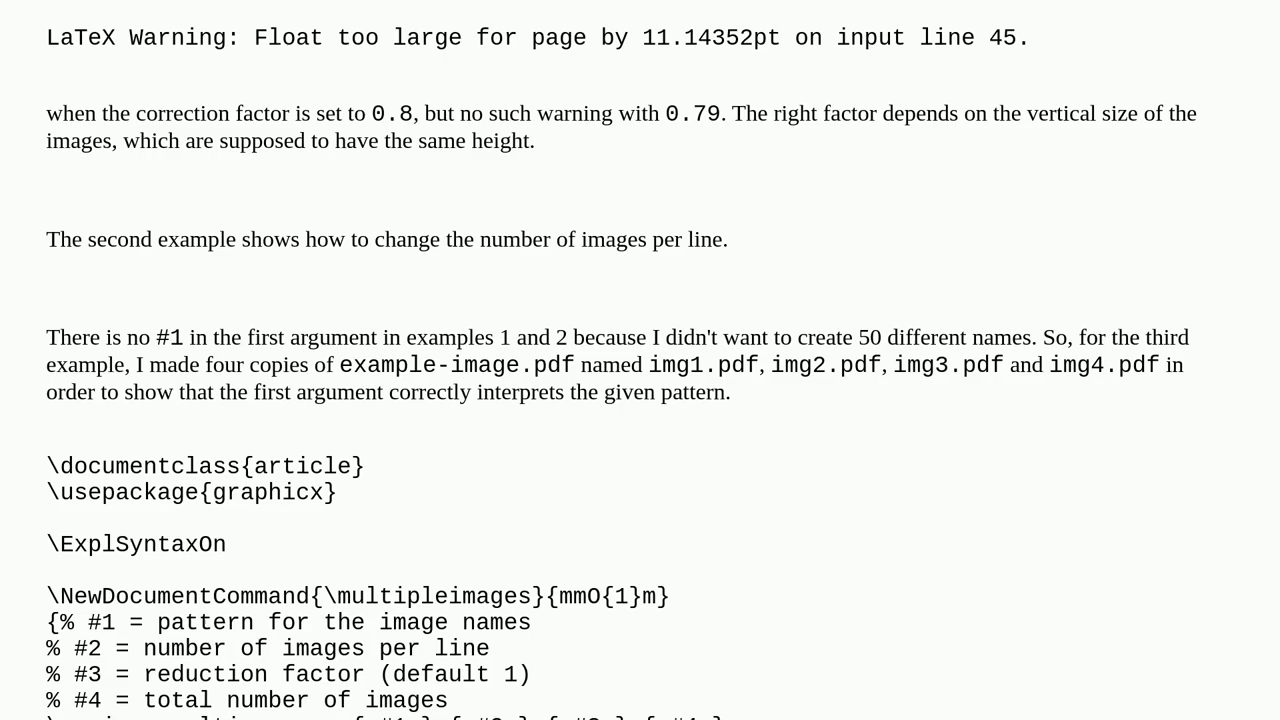 LaTeX Warning: Float too large for page by 11.14352pt on input line 45.
when the correction factor is set to 0.8, but no such warning with 0.79. The right factor depends on the vertical size of the
images, which are supposed to have the same height.
The second example shows how to change the number of images per line.
There is no #1 in the first argument in examples 1 and 2 because I didn't want to create 50 different names. So, for the third
example, I made four copies of example-image.pdf named img1.pdf, img2.pdf, img3.pdf and img4.pdf in
order to show that the first argument correctly interprets the given pattern.
\documentclass{article}
\usepackage{graphicx}
\ExplSyntaxOn
\NewDocumentCommand{\multipleimages}{mmO{1}m}
{% #1 = pattern for the image names
% #2 = number of images per line
% #3 = reduction factor (default 1)
% #4 = total number of images